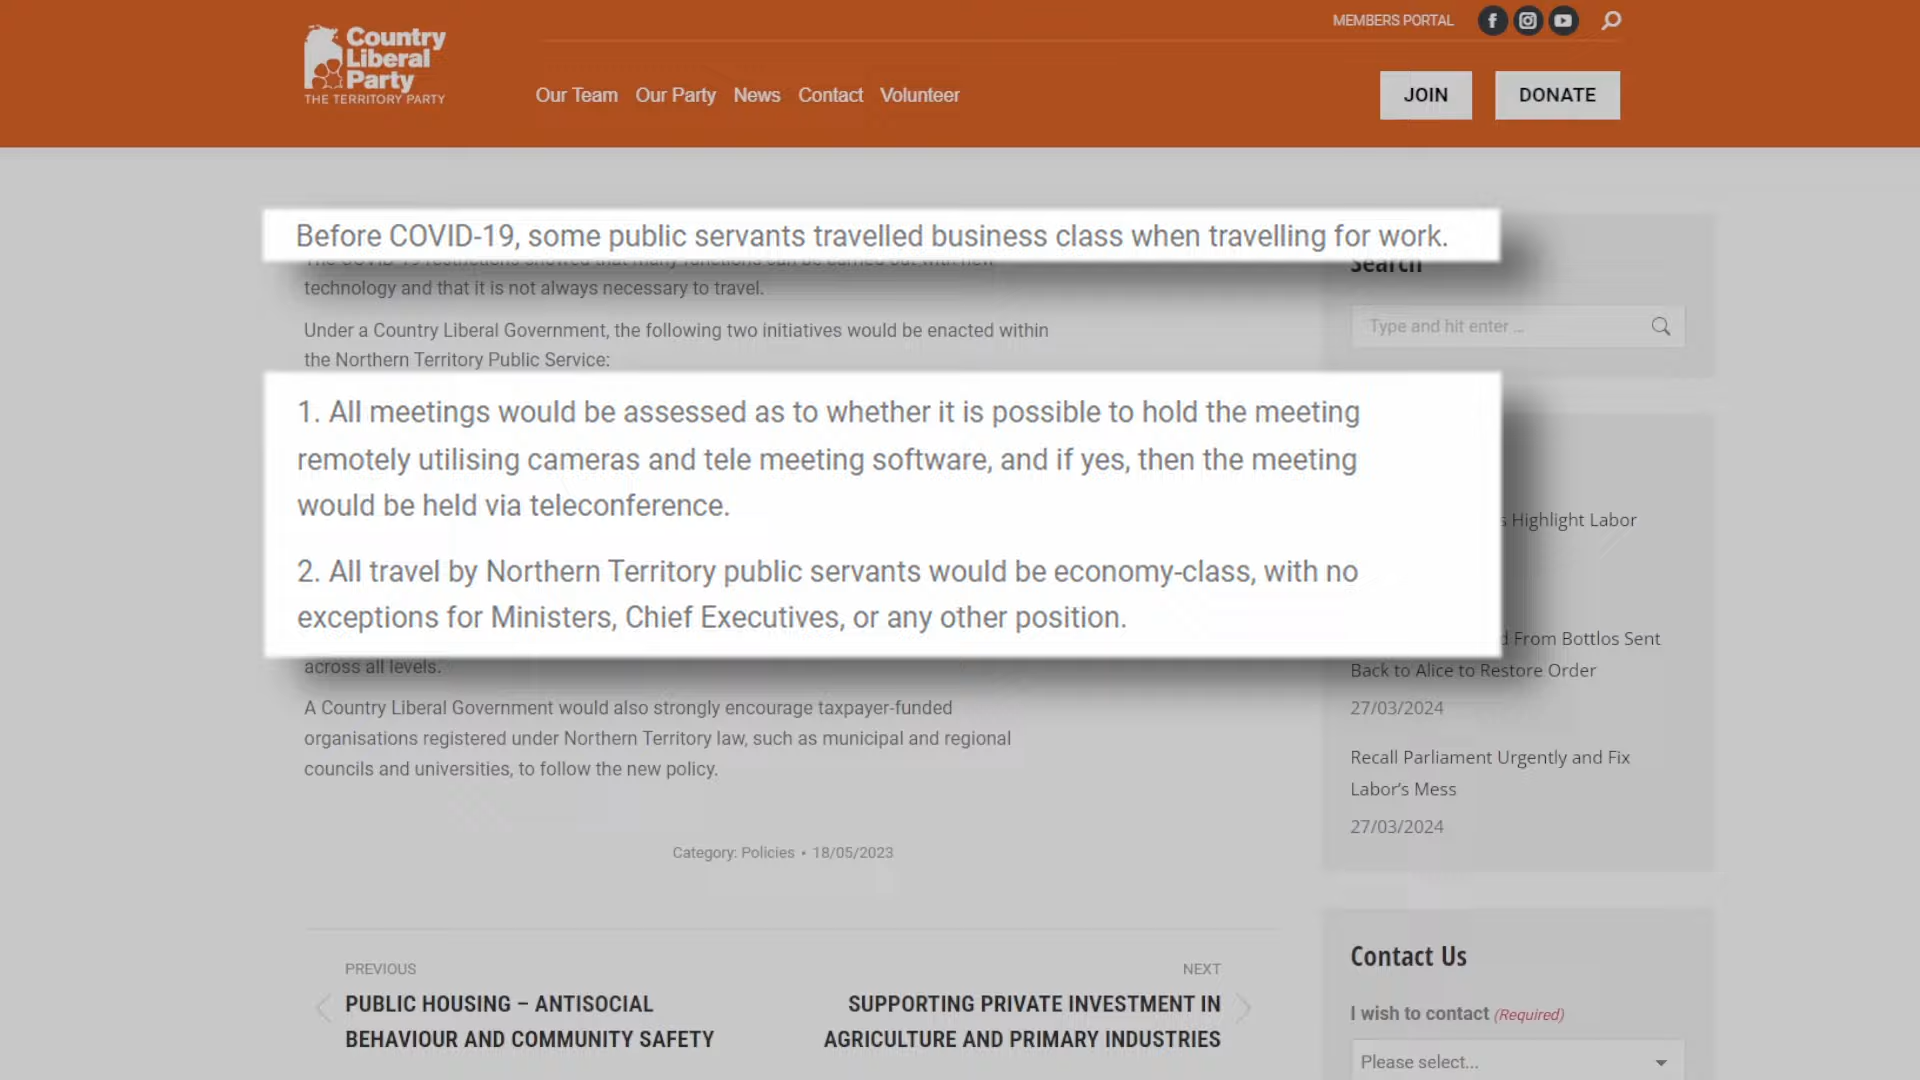 Country
Liberal
Party
THE TERRITORY PARTY
MEMBERS PORTAL
Our Team
Our Party
News
Contact
Volunteer
JOIN
DONATE
Before COVID-19, some public servants travelled business class when travelling for work.
technology and that it is not always necessary to travel.
Under a Country Liberal Government, the following two initiatives would be enacted within
the Northern Territory Public Service:
1. All meetings would be assessed as to whether it is possible to hold the meeting
remotely utilising cameras and tele meeting software, and if yes, then the meeting
would be held via teleconference.
2. All travel by Northern Territory public servants would be economy-class, with no
exceptions for Ministers, Chief Executives, or any other position.
across all levels.
A Country Liberal Government would also strongly encourage taxpayer-funded
organisations registered under Northern Territory law, such as municipal and regional
councils and universities, to follow the new policy.
Category: Policies • 18/05/2023
PREVIOUS
PUBLIC HOUSING – ANTISOCIAL
BEHAVIOUR AND COMMUNITY SAFETY
NEXT
SUPPORTING PRIVATE INVESTMENT IN
AGRICULTURE AND PRIMARY INDUSTRIES
Search
Type and hit enter ...
Highlight Labor
From Bottlos Sent
Back to Alice to Restore Order
27/03/2024
Recall Parliament Urgently and Fix
Labor's Mess
27/03/2024
Contact Us
I wish to contact (Required)
Please select...